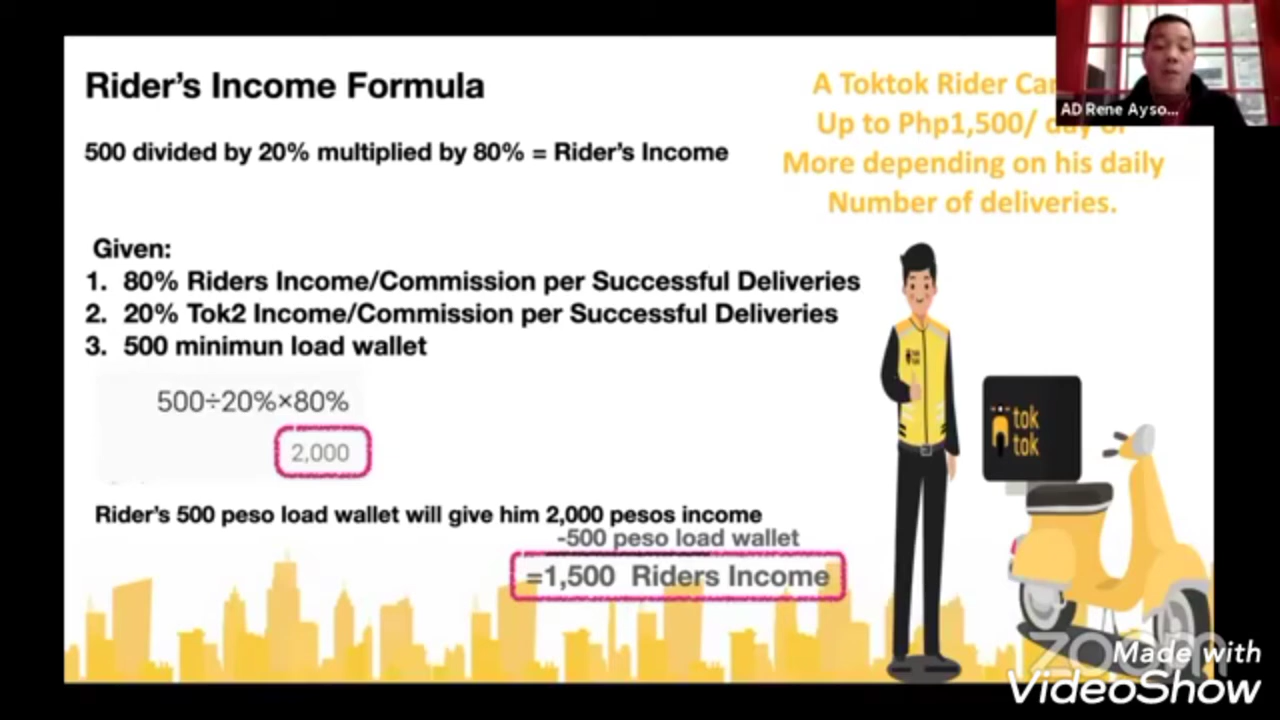 Rider's Income Formula
500 divided by 20% multiplied by 80% = Rider's Income
A Toktok Rider
Up to Php1,500/ day or
More depending on his daily
Number of deliveries.
AD Rene Ayso...
Given:
1. 80% Riders Income/Commission per Successful Deliveries
2. 20% Tok2 Income/Commission per Successful Deliveries
3. 500 minimun load wallet
500÷20%×80%
2,000
Rider's 500 peso load wallet will give him 2,000 pesos income
-500 peso load wallet
=1,500 Riders Income
tok
tok
zoom
Made with
VideoShow